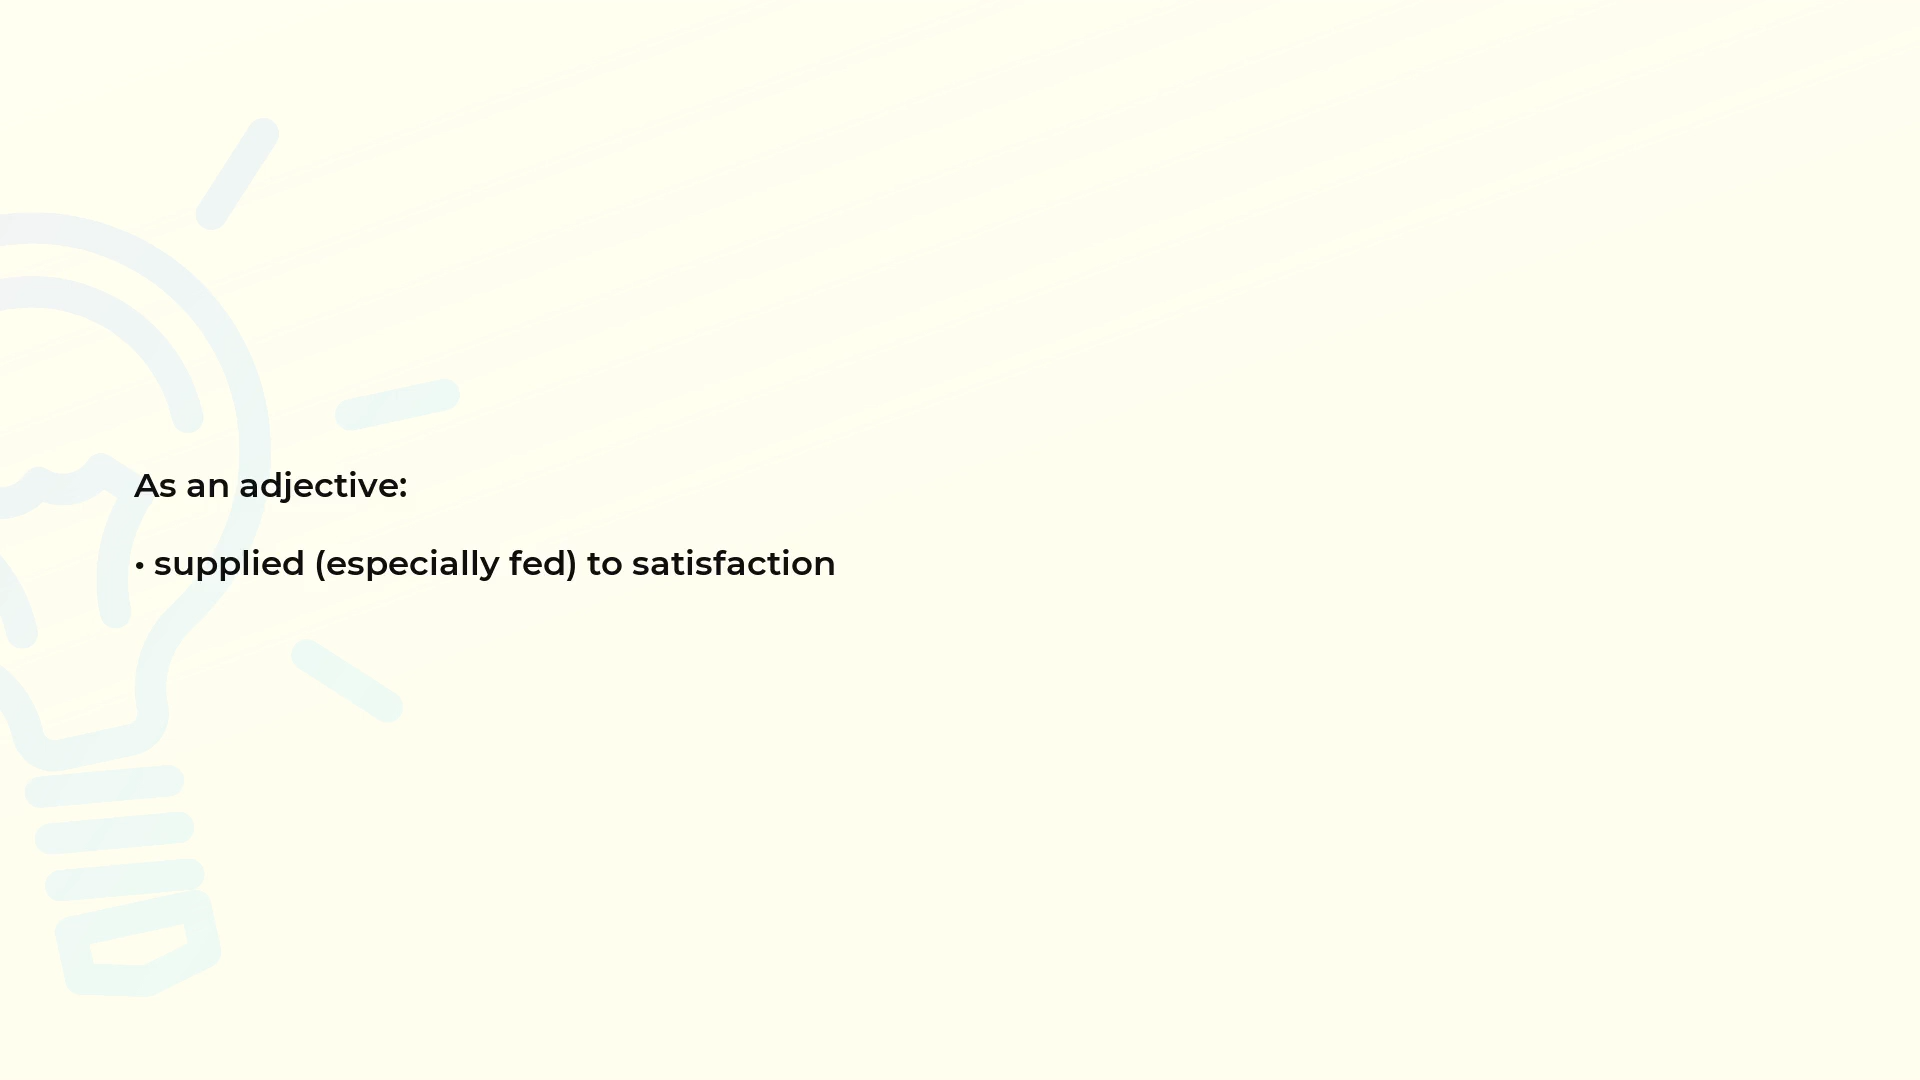 As an adjective:
• supplied (especially fed) to satisfaction